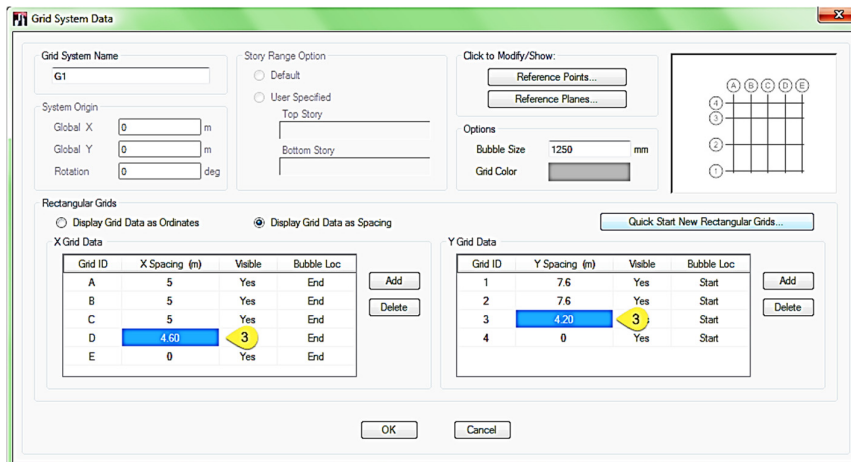 Grid System Data
Grid System Name
G1
System Origin
Global X 0 m
Global Y 0 m
Rotation 0 deg
Story Range Option
Default
User Specified
Top Story
Bottom Story
Click to Modify/Show:
Reference Points...
Reference Planes...
Options
Bubble Size 1250 mm
Grid Color
A B C D E
4
3
2
1
Rectangular Grids
Display Grid Data as Ordinates
Display Grid Data as Spacing
Quick Start New Rectangular Grids...
X Grid Data
Grid ID X Spacing (m) Visible Bubble Loc
A 5 Yes End
B 5 Yes End
C 5 Yes End
D 4.60 3 End
E 0 Yes End
Add
Delete
Y Grid Data
Grid ID Y Spacing (m) Visible Bubble Loc
1 7.6 Yes Start
2 7.6 Yes Start
3 4.20 3 Start
4 0 Yes Start
Add
Delete
OK
Cancel